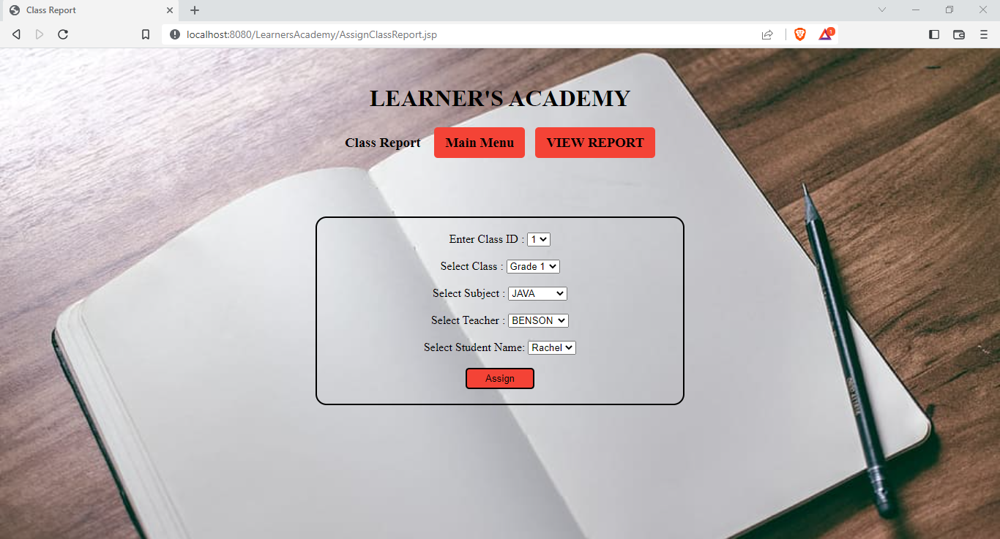 Class Report
localhost:8080/LearnersAcademy/AssignClassReport.jsp
1
LEARNER'S ACADEMY
Class Report Main Menu VIEW REPORT
Enter Class ID : 1
Select Class : Grade 1
Select Subject : JAVA
Select Teacher : BENSON
Select Student Name: Rachel
Assign